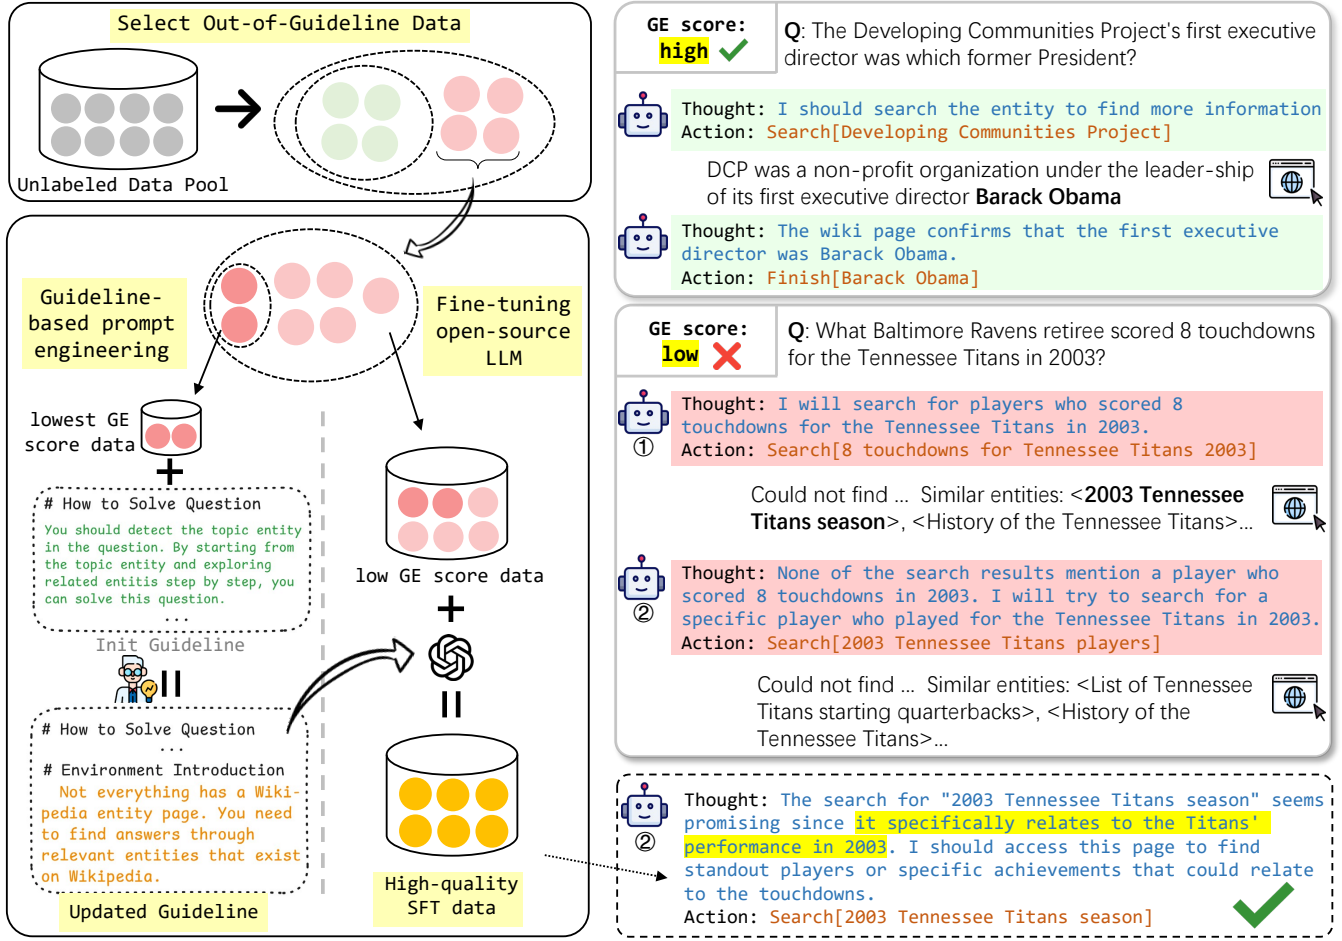 Select Out-of-Guideline Data
Unlabeled Data Pool
Guideline-
based prompt
engineering
Fine-tuning
open-source
LLM
lowest GE
score data
# How to Solve Question
You should detect the topic entity
in the question. By starting from
the topic entity and exploring
related entitis step by step, you
can solve this question.
...
Init Guideline
# How to Solve Question
...
# Environment Introduction
Not everything has a Wiki-
pedia entity page. You need
to find answers through
relevant entities that exist
on Wikipedia.
Updated Guideline
low GE score data
High-quality
SFT data
GE score:
high
Q: The Developing Communities Project's first executive
director was which former President?
Thought: I should search the entity to find more information
Action: Search[Developing Communities Project]
DCP was a non-profit organization under the leader-ship
of its first executive director Barack Obama
Thought: The wiki page confirms that the first executive
director was Barack Obama.
Action: Finish[Barack Obama]
GE score:
low
Q: What Baltimore Ravens retiree scored 8 touchdowns
for the Tennessee Titans in 2003?
①
Thought: I will search for players who scored 8
touchdowns for the Tennessee Titans in 2003.
Action: Search[8 touchdowns for Tennessee Titans 2003]
Could not find ... Similar entities: <2003 Tennessee
Titans season>, <History of the Tennessee Titans>...
②
Thought: None of the search results mention a player who
scored 8 touchdowns in 2003. I will try to search for a
specific player who played for the Tennessee Titans in 2003.
Action: Search[2003 Tennessee Titans players]
Could not find ... Similar entities: <List of Tennessee
Titans starting quarterbacks>, <History of the
Tennessee Titans>...
②
Thought: The search for "2003 Tennessee Titans season" seems
promising since it specifically relates to the Titans'
performance in 2003. I should access this page to find
standout players or specific achievements that could relate
to the touchdowns.
Action: Search[2003 Tennessee Titans season]